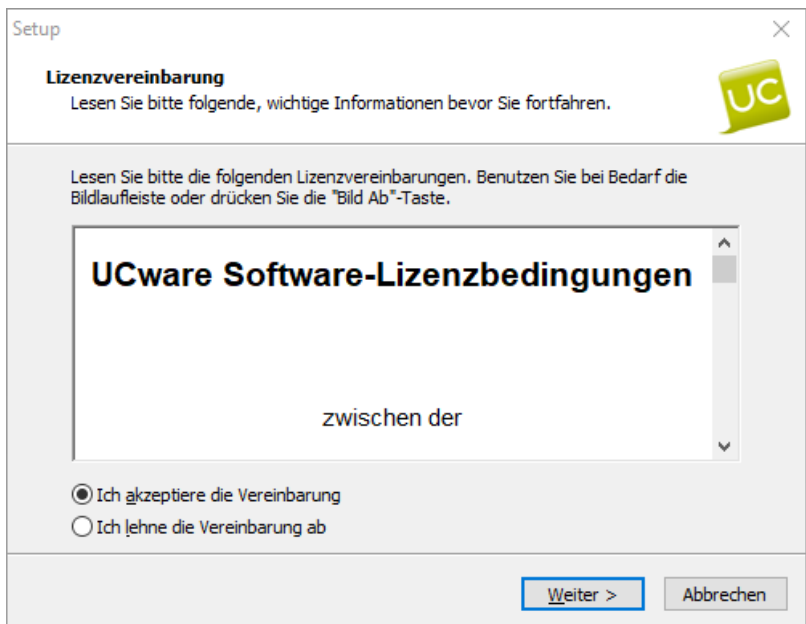 Setup
Lizenzvereinbarung
Lesen Sie bitte folgende, wichtige Informationen bevor Sie fortfahren.
UC
Lesen Sie bitte die folgenden Lizenzvereinbarungen. Benutzen Sie bei Bedarf die
Bildlaufleiste oder drücken Sie die "Bild Ab"-Taste.
UCware Software-Lizenzbedingungen
zwischen der
Ich akzeptiere die Vereinbarung
Ich lehne die Vereinbarung ab
Weiter >
Abbrechen